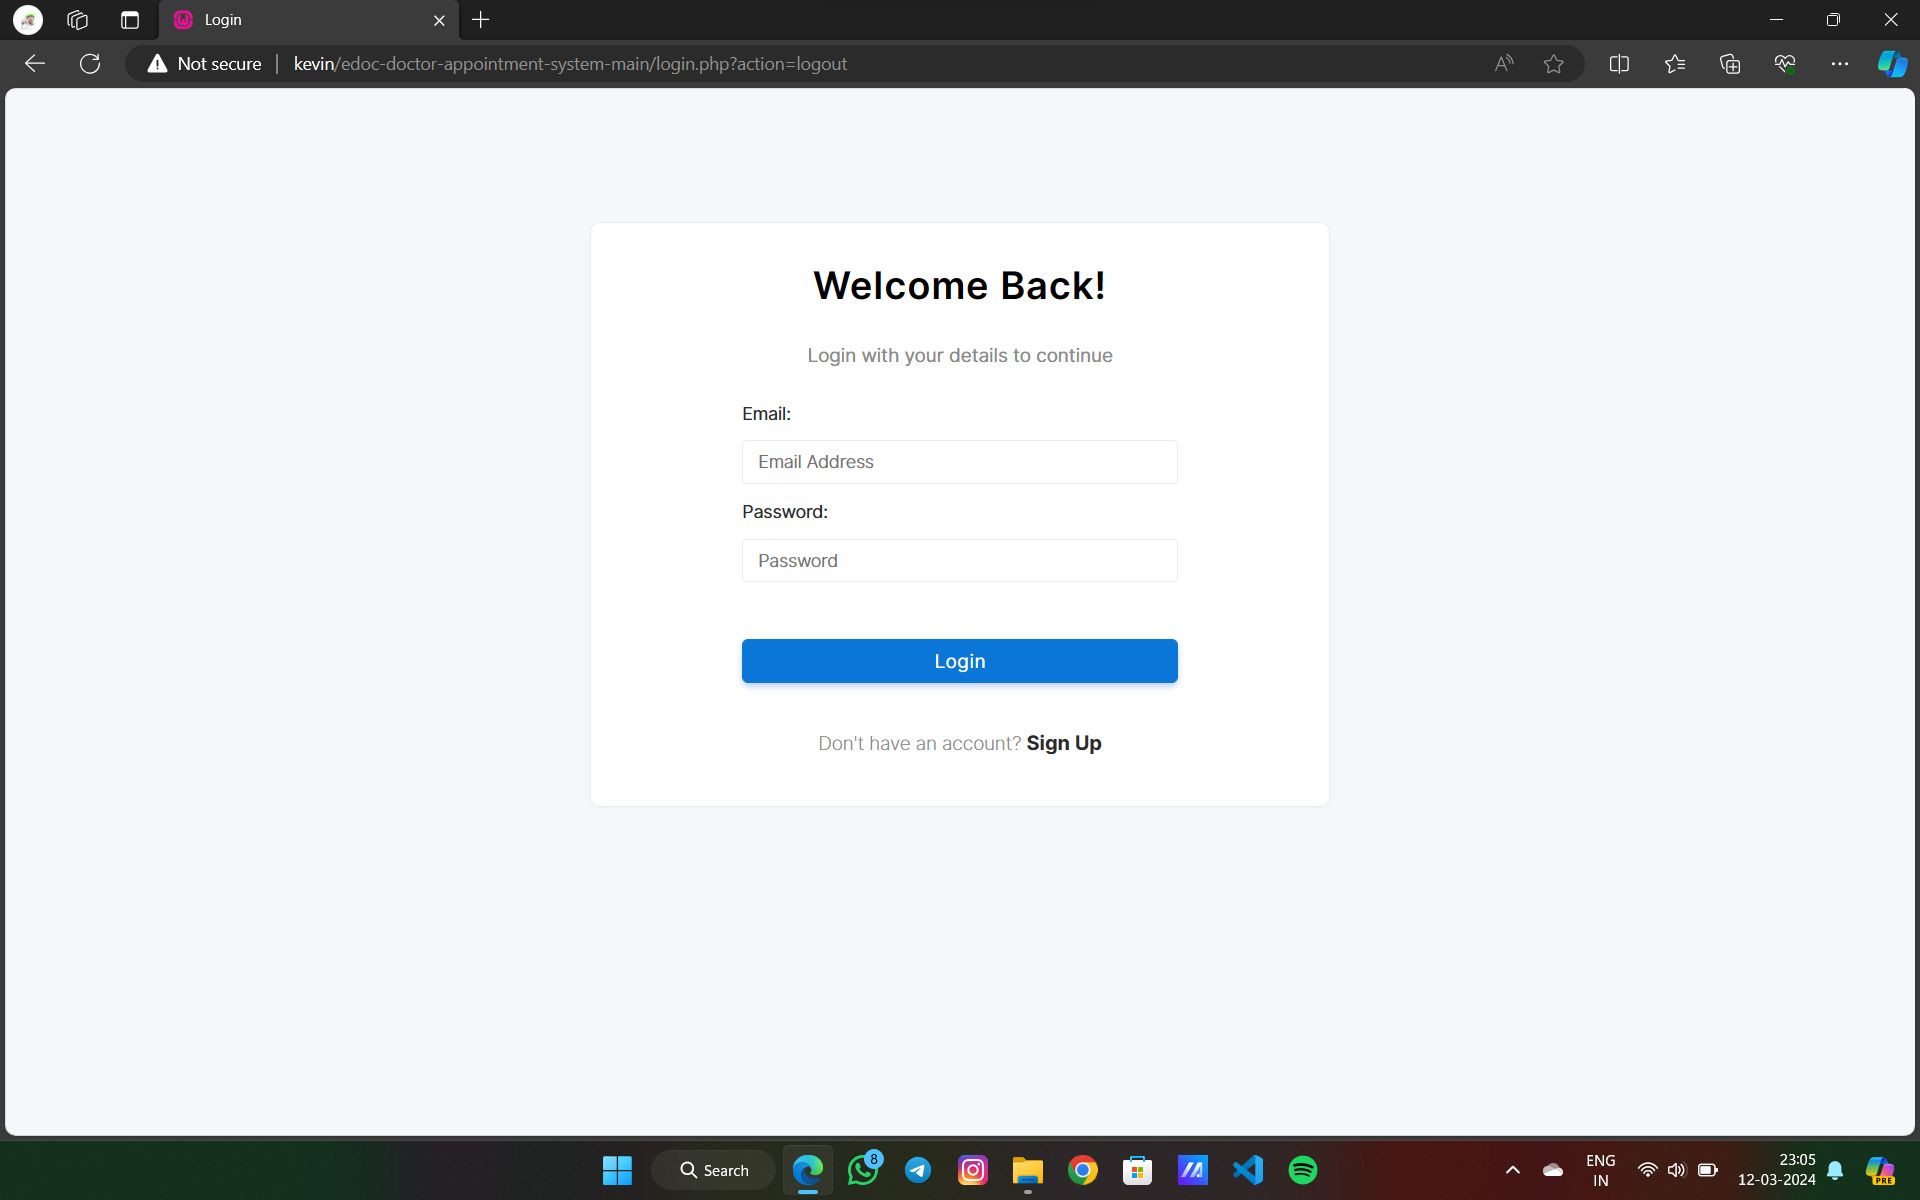 Login
Not secure
kevin/edoc-doctor-appointment-system-main/login.php?action=logout
Welcome Back!
Login with your details to continue
Email:
Email Address
Password:
Password
Login
Don't have an account? Sign Up
Search
8
ENG
IN
23:05
12-03-2024
PRE